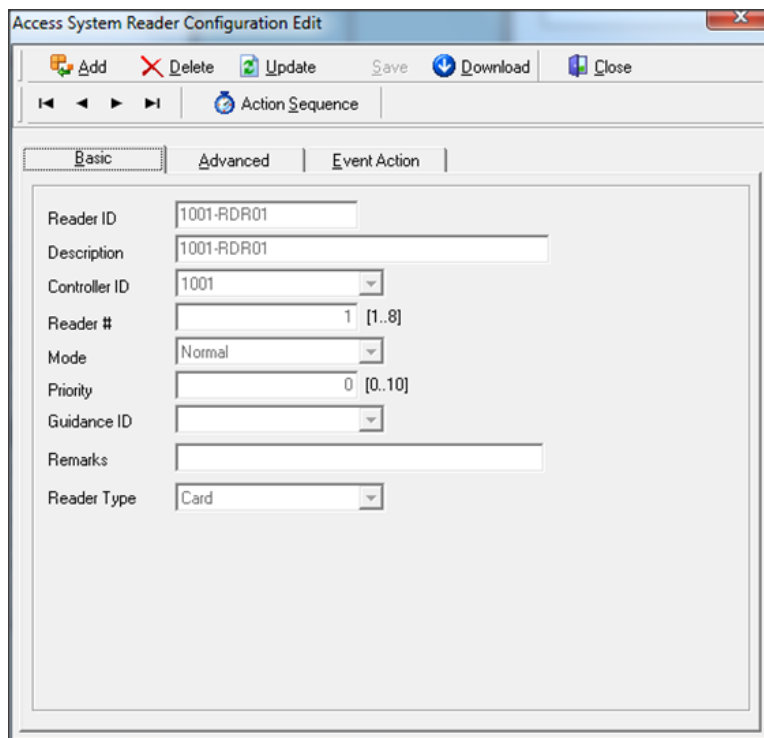 Access System Reader Configuration Edit
Add Delete Update Save Download Close
Action Sequence
Basic Advanced Event Action
Reader ID 1001-RDR01
Description 1001-RDR01
Controller ID 1001
Reader # 1 [1..8]
Mode Normal
Priority 0 [0..10]
Guidance ID
Remarks
Reader Type Card